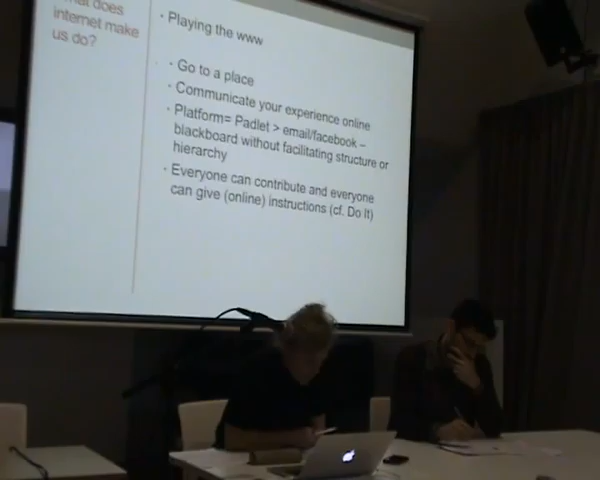 does
internet make
us do?
· Playing the www
· Go to a place
· Communicate your experience online
· Platform= Padlet > email/facebook –
blackboard without facilitating structure or
hierarchy
· Everyone can contribute and everyone
can give (online) instructions (cf. Do It)